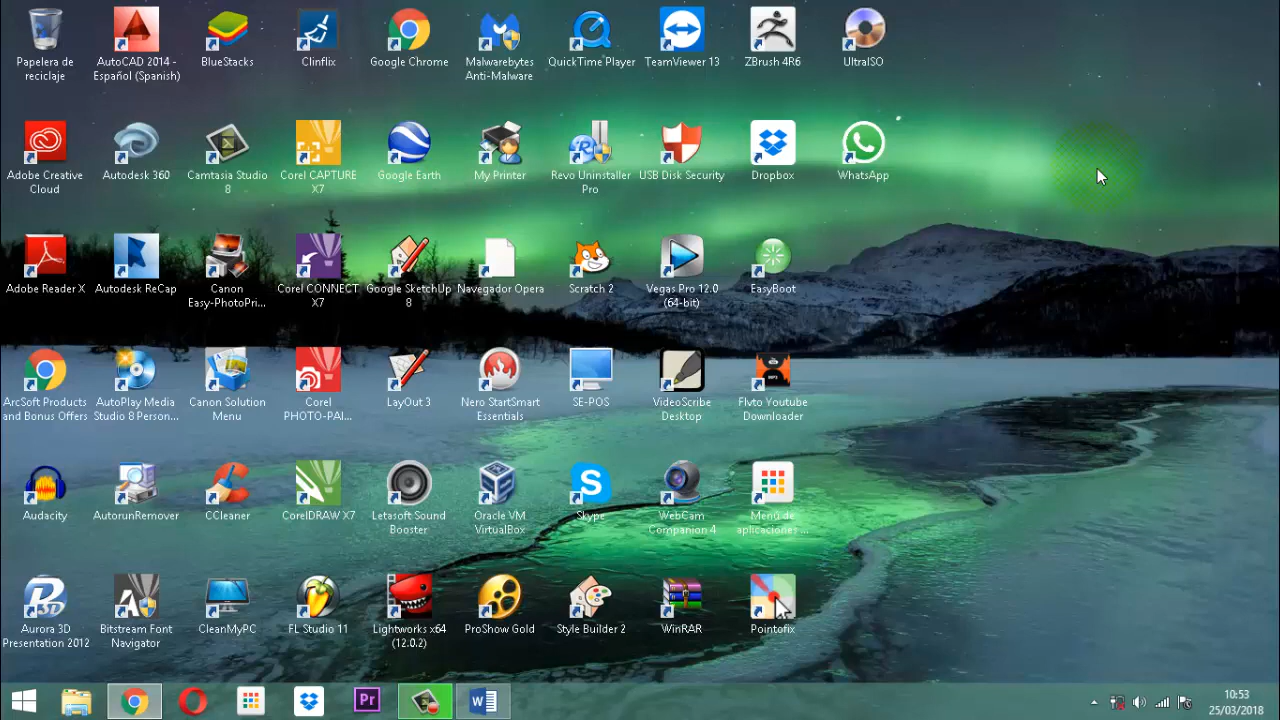 Papelera de
reciclaje
AutoCAD 2014 -
Español (Spanish)
BlueStacks
Clinflix
Google Chrome
Malwarebytes
Anti-Malware
QuickTime Player
TeamViewer 13
ZBrush 4R6
UltraISO
Adobe Creative
Cloud
Autodesk 360
Camtasia Studio
8
Corel CAPTURE
X7
Google Earth
My Printer
Revo Uninstaller
Pro
USB Disk Security
Dropbox
WhatsApp
Adobe Reader X
Autodesk ReCap
Canon
Easy-PhotoPri...
Corel CONNECT
X7
Google SketchUp
8
Navegador Opera
Scratch 2
Vegas Pro 12.0
(64-bit)
EasyBoot
ArcSoft Products
and Bonus Offers
AutoPlay Media
Studio 8 Person...
Canon Solution
Menu
Corel
PHOTO-PAI...
LayOut 3
Nero StartSmart
Essentials
SE-POS
VideoScribe
Desktop
Flvto Youtube
Downloader
Audacity
AutorunRemover
CCleaner
CorelDRAW X7
Letasoft Sound
Booster
Oracle VM
VirtualBox
Skype
WebCam
Companion 4
Menú de
aplicaciones ...
Aurora 3D
Presentation 2012
Bitstream Font
Navigator
CleanMyPC
FL Studio 11
Lightworks x64
(12.0.2)
ProShow Gold
Style Builder 2
WinRAR
Pointofix
Pr
10:53
25/03/2018